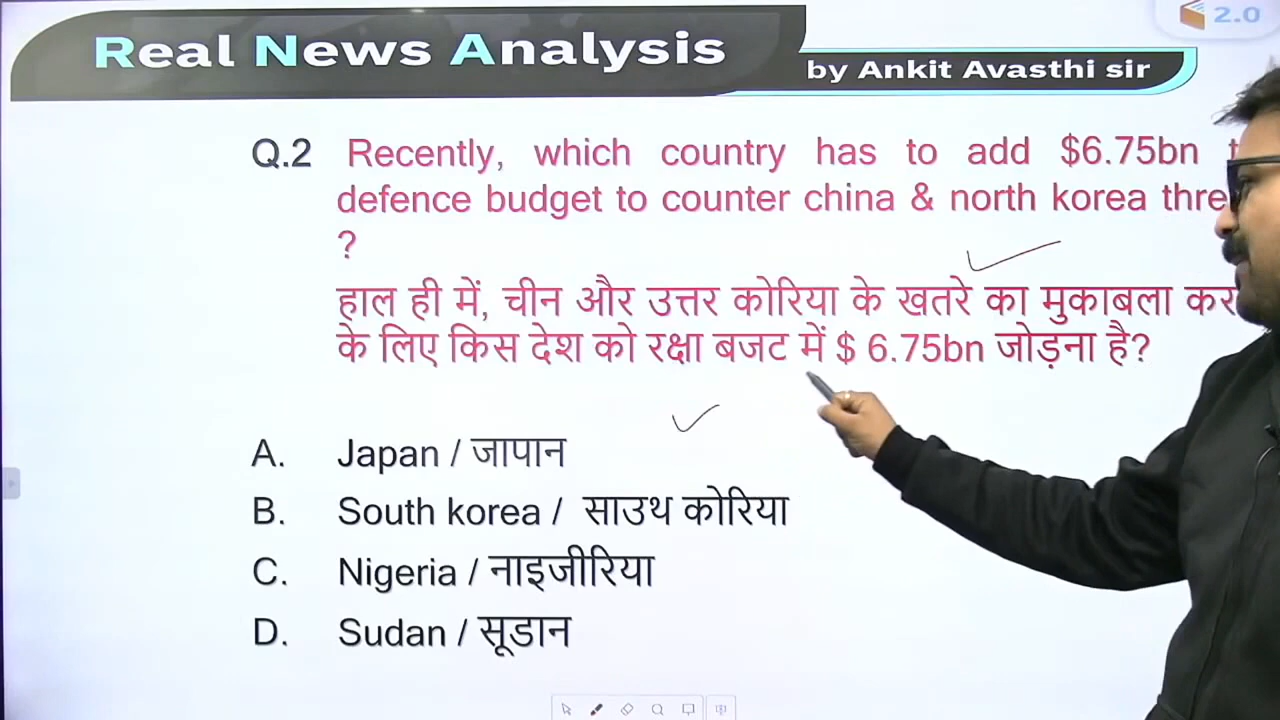 2.0
Real News Analysis
by Ankit Avasthi sir
Q.2 Recently, which country has to add $6.75bn
defence budget to counter china & north korea
?
हाल ही में, चीन और उत्तर कोरिया के खतरे का मुकाबला
के लिए किस देश को रक्षा बजट में $ 6.75bn जोड़ना है?
A. Japan / जापान
B. South korea / साउथ कोरिया
C. Nigeria / नाइजीरिया
D. Sudan / सूडान